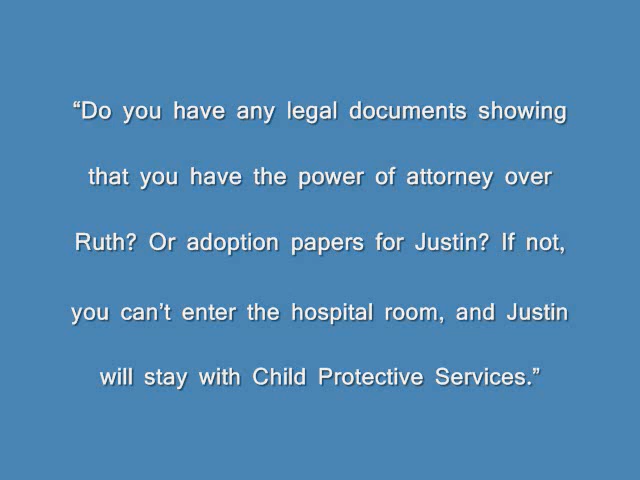 “Do you have any legal documents showing
that you have the power of attorney over
Ruth? Or adoption papers for Justin? If not,
you can’t enter the hospital room, and Justin
will stay with Child Protective Services.”